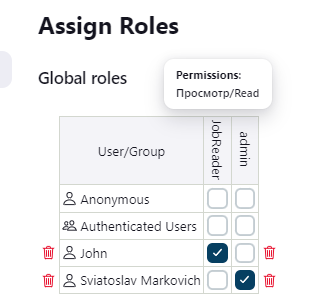 Assign Roles
Global roles
Permissions:
Просмотр/Read
User/Group
JobReader
admin
Anonymous
Authenticated Users
John
Sviatoslav Markovich